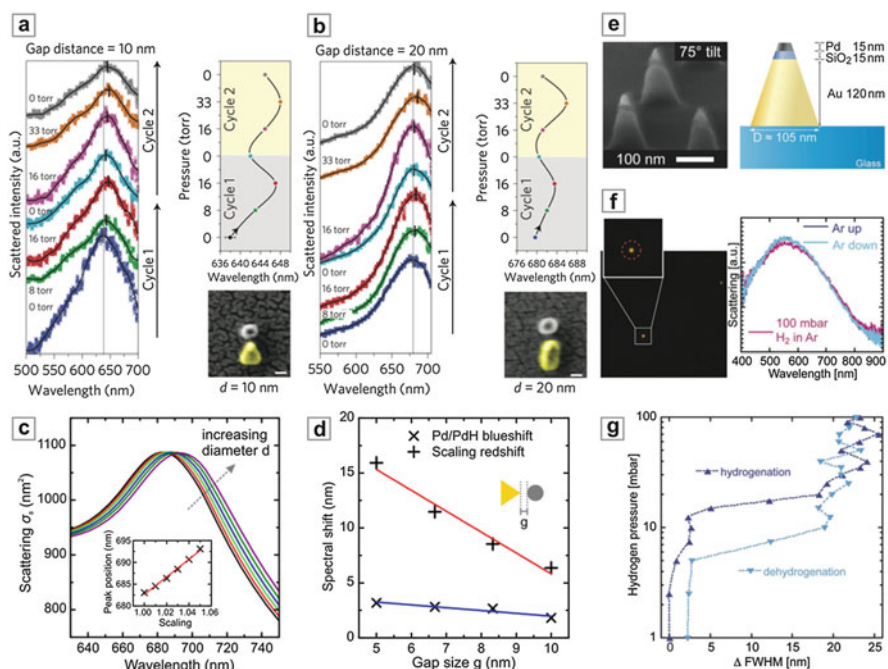 a
Gap distance = 10 nm
Scattered intensity (a.u.)
0 torr
33 torr
16 torr
0 torr
16 torr
8 torr
0 torr
Cycle 2
Cycle 1
500 550 600 650 700
Wavelength (nm)
Pressure (torr)
0
33
16
0
16
8
0
Cycle 2
Cycle 1
636 640 644 648
Wavelength (nm)
d = 10 nm
b
Gap distance = 20 nm
Scattered intensity (a.u.)
0 torr
33 torr
16 torr
0 torr
16 torr
8 torr
0 torr
Cycle 2
Cycle 1
550 600 650 700
Wavelength (nm)
Pressure (torr)
0
33
16
0
16
8
0
Cycle 2
Cycle 1
676 680 684 688
Wavelength (nm)
d = 20 nm
e
75° tilt
100 nm
Pd 15nm
SiO2 15nm
Au 120nm
D ≈ 105 nm
Glass
f
Scattering [a.u.]
Ar up
Ar down
100 mbar
H2 in Ar
400 500 600 700 800 900
Wavelength [nm]
c
Scattering σs (nm²)
1100
1000
900
800
increasing
diameter d
Peak position (nm)
695
690
685
680
1.00 1.02 1.04 1.06
Scaling
640 660 680 700 720 740
Wavelength (nm)
d
Spectral shift (nm)
20
15
10
5
0
× Pd/PdH blueshift
+ Scaling redshift
g
5 6 7 8 9 10
Gap size g (nm)
g
Hydrogen pressure [mbar]
100
10
1
hydrogenation
dehydrogenation
0 5 10 15 20 25
Δ FWHM [nm]